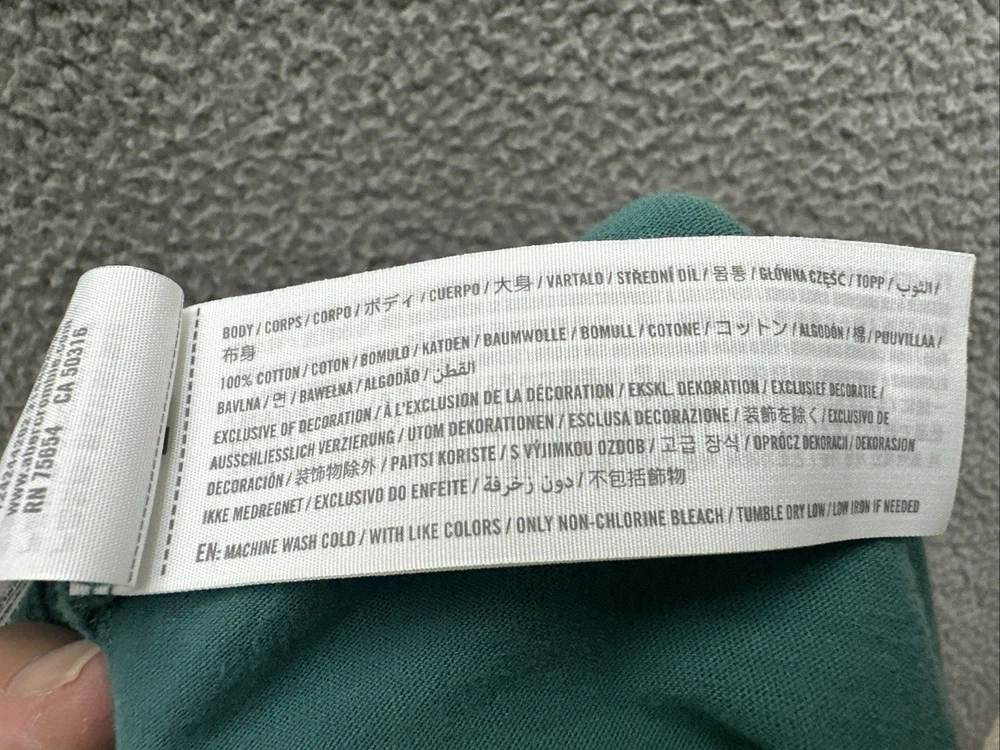 BODY / CORPS / CORPO / ボディ / CUERPO / 大身 / VARTALO / STŘEDNÍ DÍL / 몸통 / GŁÓWNA CZĘŚĆ / TOPP / الثوب /
布身
100% COTTON / COTON / BOMULD / KATOEN / BAUMWOLLE / BOMULL / COTONE / コットン / ALGODÓN / 棉 / PUUVILLAA /
BAVLNA / 면 / BAWEŁNA / ALGODÃO / القطن
EXCLUSIVE OF DECORATION / À L'EXCLUSION DE LA DÉCORATION / EKSKL. DEKORATION / EXCLUSIEF DECORATIE /
AUSSCHLIESSLICH VERZIERUNG / UTOM DEKORATIONEN / ESCLUSA DECORAZIONE / 装飾を除く / EXCLUSIVO DE
DECORACIÓN / 装饰物除外 / PAITSI KORISTE / S VÝJIMKOU OZDOB / 고급 장식 / OPRÓCZ DEKORACJI / DEKORASJON
IKKE MEDREGNET / EXCLUSIVO DO ENFEITE / دون زخرفة / 不包括飾物
EN: MACHINE WASH COLD / WITH LIKE COLORS / ONLY NON-CHLORINE BLEACH / TUMBLE DRY LOW / LOW IRON IF NEEDED
RN 75654 CA 50316